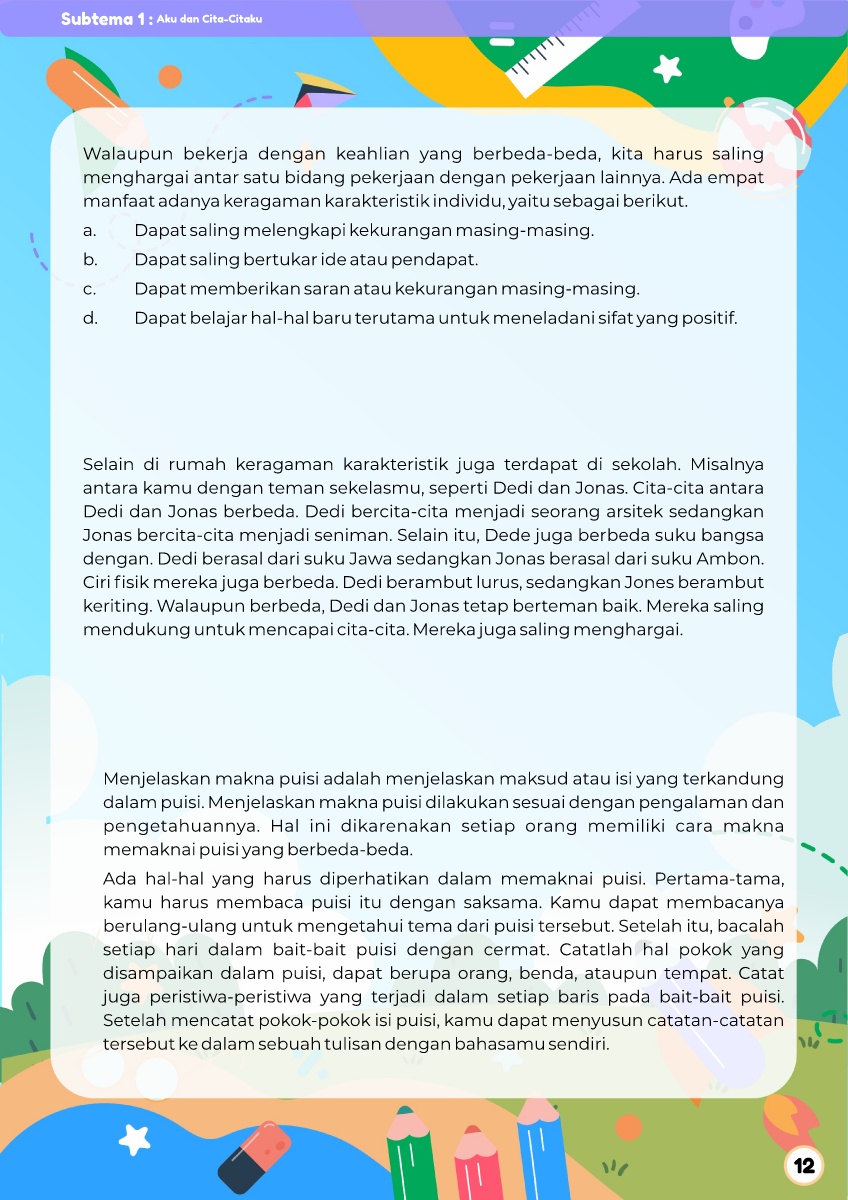 Subtema 1 : Aku dan Cita-Citaku
Walaupun bekerja dengan keahlian yang berbeda-beda, kita harus saling
menghargai antar satu bidang pekerjaan dengan pekerjaan lainnya. Ada empat
manfaat adanya keragaman karakteristik individu, yaitu sebagai berikut.
a. Dapat saling melengkapi kekurangan masing-masing.
b. Dapat saling bertukar ide atau pendapat.
c. Dapat memberikan saran atau kekurangan masing-masing.
d. Dapat belajar hal-hal baru terutama untuk meneladani sifat yang positif.
Selain di rumah keragaman karakteristik juga terdapat di sekolah. Misalnya
antara kamu dengan teman sekelasmu, seperti Dedi dan Jonas. Cita-cita antara
Dedi dan Jonas berbeda. Dedi bercita-cita menjadi seorang arsitek sedangkan
Jonas bercita-cita menjadi seniman. Selain itu, Dede juga berbeda suku bangsa
dengan. Dedi berasal dari suku Jawa sedangkan Jonas berasal dari suku Ambon.
Ciri fisik mereka juga berbeda. Dedi berambut lurus, sedangkan Jones berambut
keriting. Walaupun berbeda, Dedi dan Jonas tetap berteman baik. Mereka saling
mendukung untuk mencapai cita-cita. Mereka juga saling menghargai.
Menjelaskan makna puisi adalah menjelaskan maksud atau isi yang terkandung
dalam puisi. Menjelaskan makna puisi dilakukan sesuai dengan pengalaman dan
pengetahuannya. Hal ini dikarenakan setiap orang memiliki cara makna
memaknai puisi yang berbeda-beda.
Ada hal-hal yang harus diperhatikan dalam memaknai puisi. Pertama-tama,
kamu harus membaca puisi itu dengan saksama. Kamu dapat membacanya
berulang-ulang untuk mengetahui tema dari puisi tersebut. Setelah itu, bacalah
setiap hari dalam bait-bait puisi dengan cermat. Catatlah hal pokok yang
disampaikan dalam puisi, dapat berupa orang, benda, ataupun tempat. Catat
juga peristiwa-peristiwa yang terjadi dalam setiap baris pada bait-bait puisi.
Setelah mencatat pokok-pokok isi puisi, kamu dapat menyusun catatan-catatan
tersebut ke dalam sebuah tulisan dengan bahasamu sendiri.
12